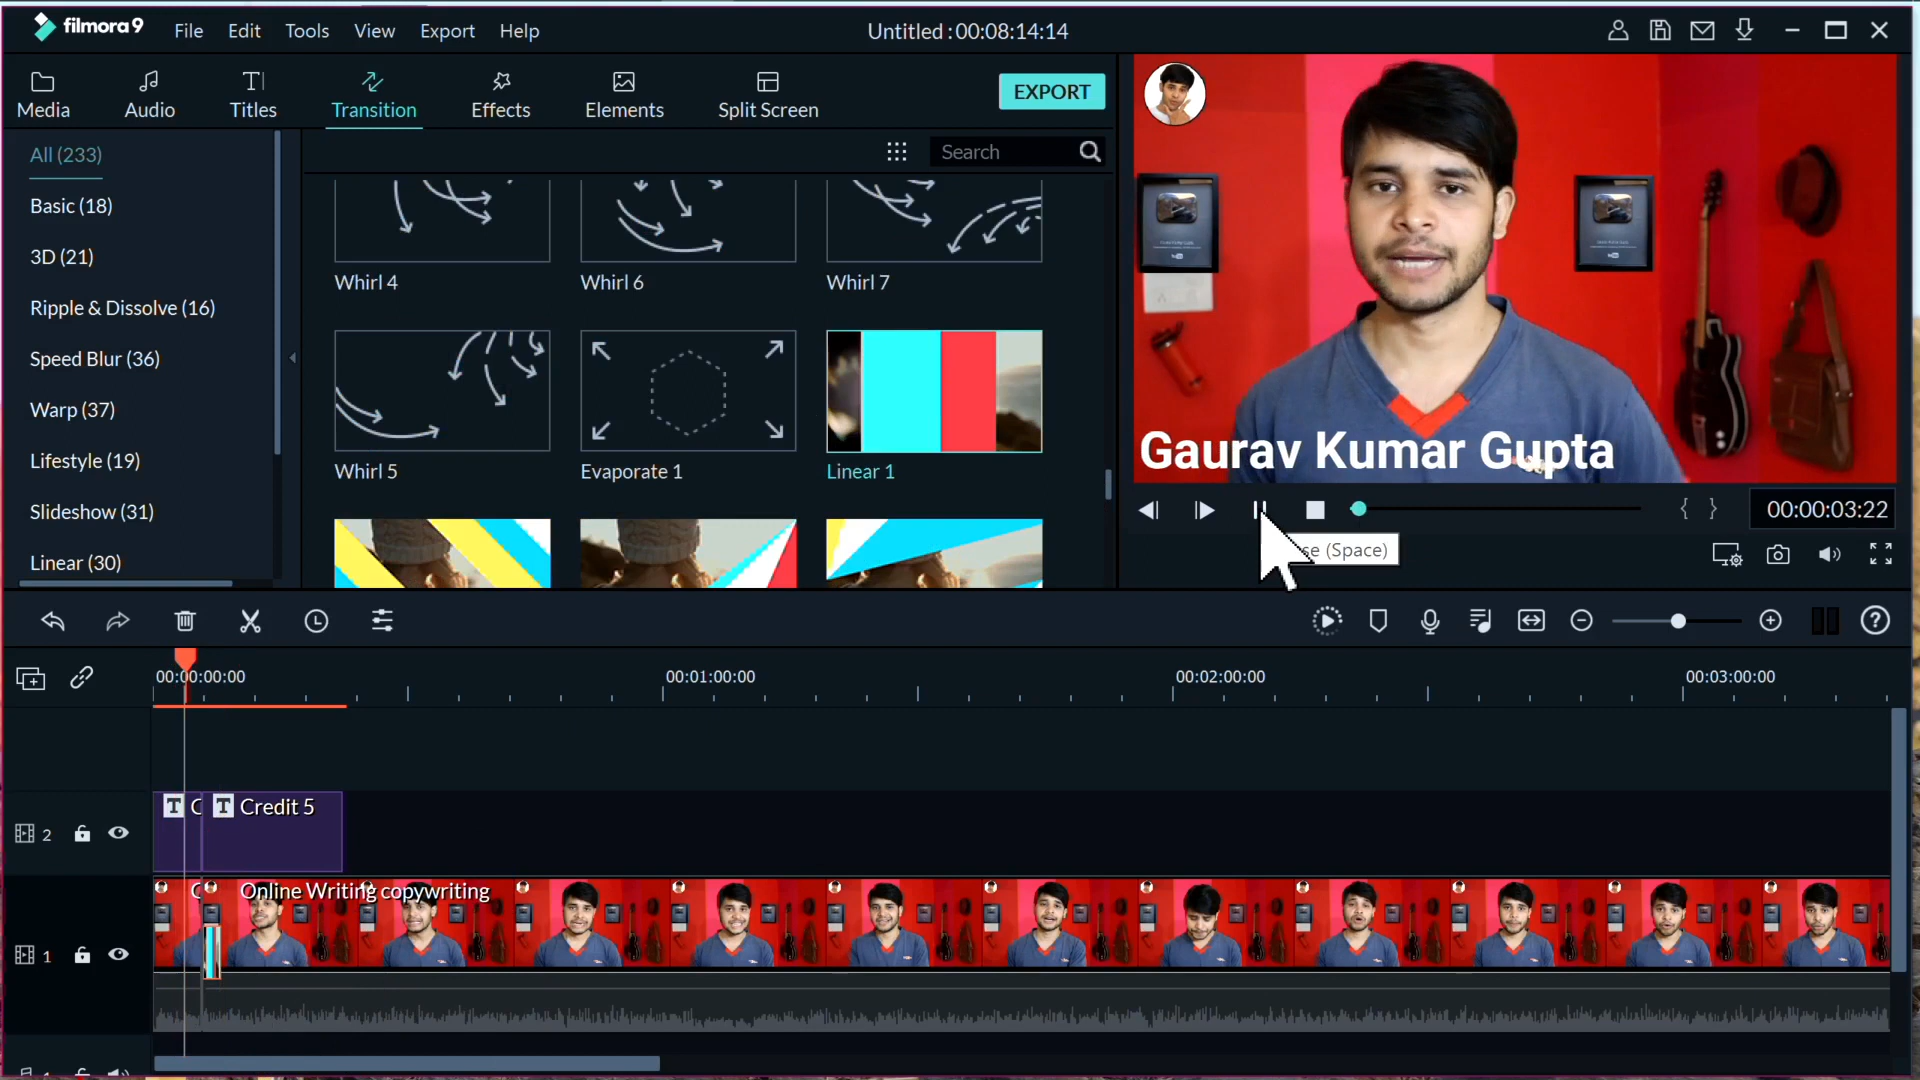 filmora9
File Edit Tools View Export Help
Untitled : 00:08:14:14
Media
Audio
Titles
Transition
Effects
Elements
Split Screen
EXPORT
All (233)
Basic (18)
3D (21)
Ripple & Dissolve (16)
Speed Blur (36)
Warp (37)
Lifestyle (19)
Slideshow (31)
Linear (30)
Search
Whirl 4
Whirl 6
Whirl 7
Whirl 5
Evaporate 1
Linear 1
Gaurav Kumar Gupta
00:00:03:22
se (Space)
00:00:00:00
00:01:00:00
00:02:00:00
00:03:00:00
2
T C
T Credit 5
1
Online Writing copywriting